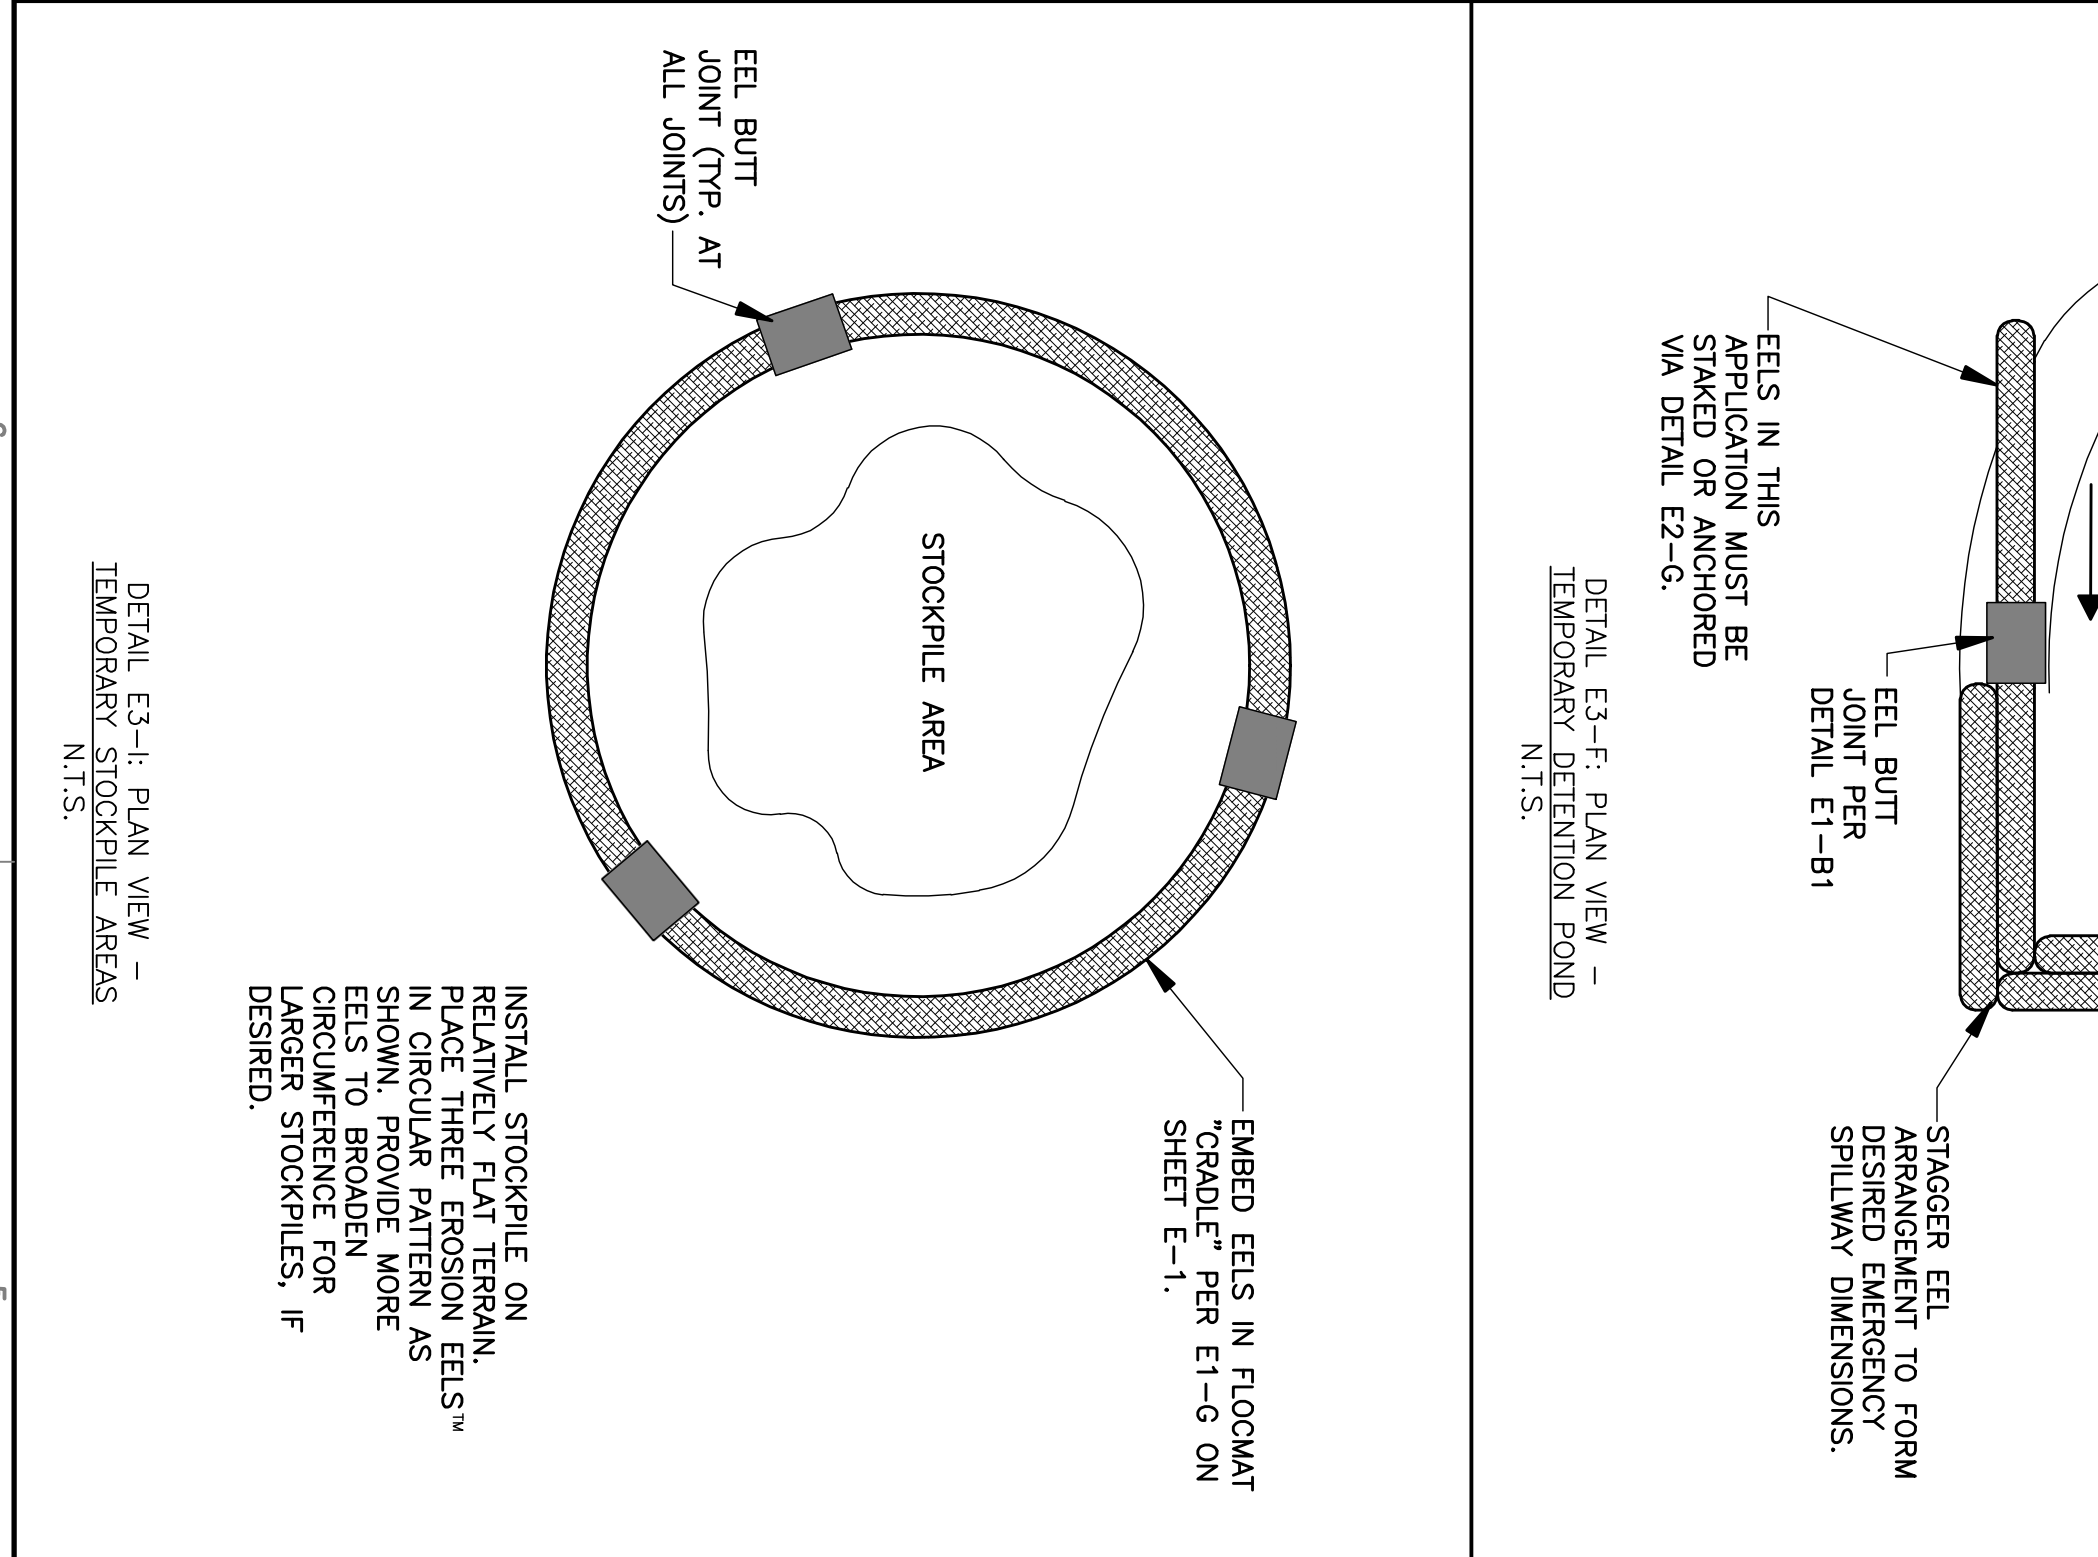 EELS IN THIS
APPLICATION MUST BE
STAKED OR ANCHORED
VIA DETAIL E2-G.
EEL BUTT
JOINT PER
DETAIL E1-B1
STAGGER EEL
ARRANGEMENT TO FORM
DESIRED EMERGENCY
SPILLWAY DIMENSIONS.
DETAIL E3-F: PLAN VIEW -
TEMPORARY DETENTION POND
N.T.S.
EEL BUTT
JOINT (TYP. AT
ALL JOINTS)
STOCKPILE AREA
EMBED EELS IN FLOCMAT
"CRADLE" PER E1-G ON
SHEET E-1.
INSTALL STOCKPILE ON
RELATIVELY FLAT TERRAIN.
PLACE THREE EROSION EELS™
IN CIRCULAR PATTERN AS
SHOWN. PROVIDE MORE
EELS TO BROADEN
CIRCUMFERENCE FOR
LARGER STOCKPILES, IF
DESIRED.
DETAIL E3-I: PLAN VIEW -
TEMPORARY STOCKPILE AREAS
N.T.S.